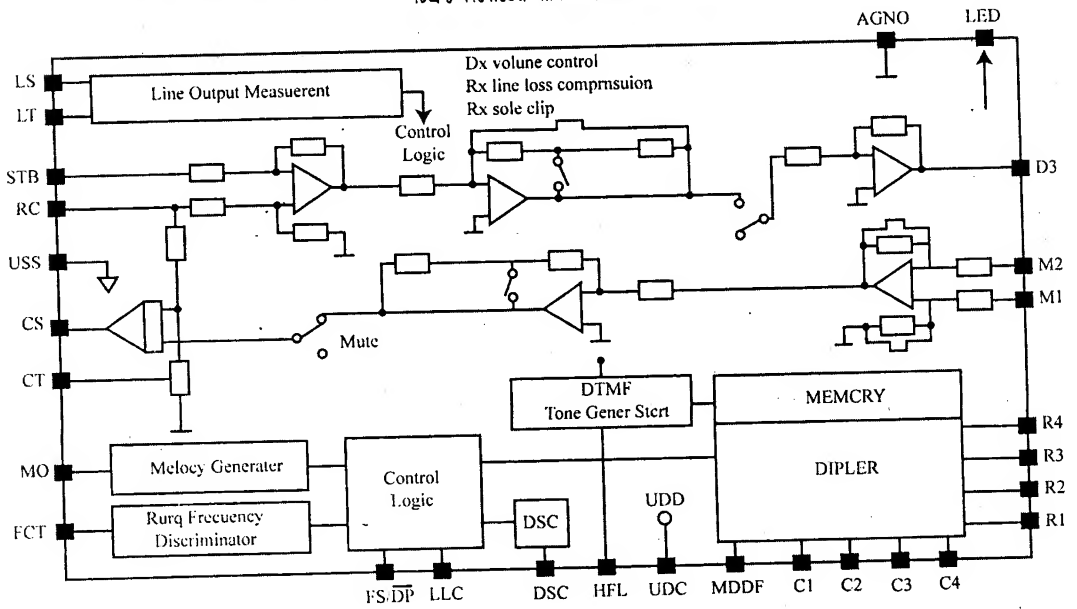 AGNO
LED
LS
LT
Line Output Measuerent
Dx volune control
Rx line loss comprnsuion
Rx sole clip
Control
Logic
STB
RC
D3
USS
M2
M1
CS
Mute
CT
DTMF
Tone Gener Stcrt
MEMCRY
DIPLER
R4
R3
R2
R1
MO
Melocy Generater
Control
Logic
FCT
Rurq Frecuency
Discriminator
DSC
UDD
FS/DP
LLC
DSC
HFL
UDC
MDDF
C1
C2
C3
C4